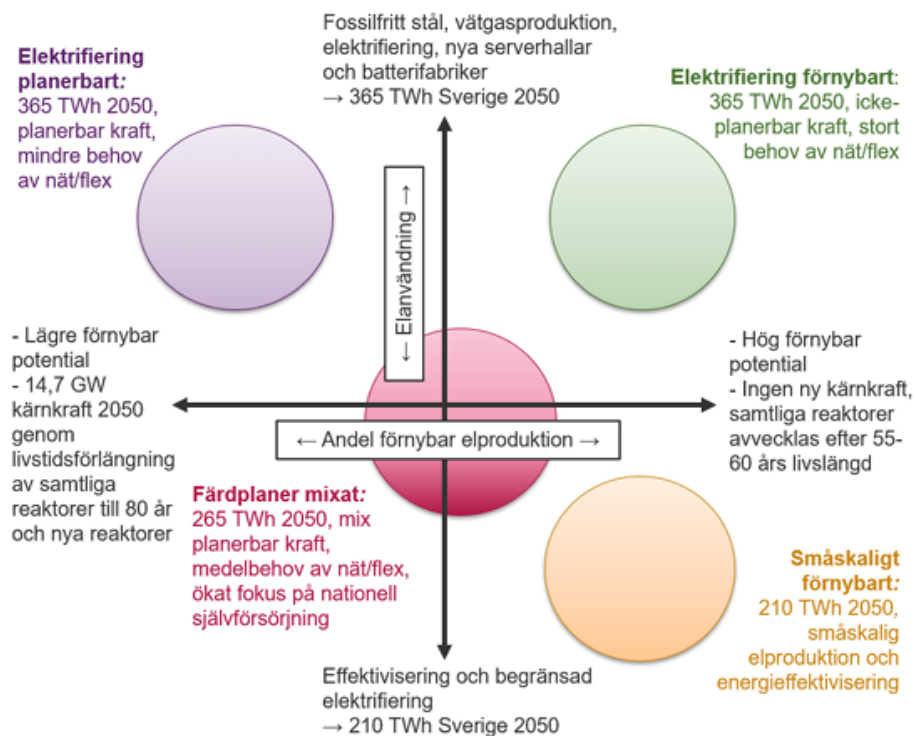 Fossilfritt stål, vätgasproduktion,
elektrifiering, nya serverhallar
och batterifabriker
→ 365 TWh Sverige 2050
Elektrifiering
planerbart:
365 TWh 2050,
planerbar kraft,
mindre behov
av nät/flex
Elektrifiering förnybart:
365 TWh 2050, icke-
planerbar kraft, stort
behov av nät/flex
← Elanvändning →
- Lägre förnybar
potential
- 14,7 GW
kärnkraft 2050
genom
livstidsförlängning
av samtliga
reaktorer till 80 år
och nya reaktorer
← Andel förnybar elproduktion →
- Hög förnybar
potential
- Ingen ny kärnkraft,
samtliga reaktorer
avvecklas efter 55-
60 års livslängd
Färdplaner mixat:
265 TWh 2050, mix
planerbar kraft,
medelbehov av nät/flex,
ökat fokus på nationell
självförsörjning
Småskaligt
förnybart:
210 TWh 2050,
småskalig
elproduktion och
energieffektivisering
Effektivisering och begränsad
elektrifiering
→ 210 TWh Sverige 2050